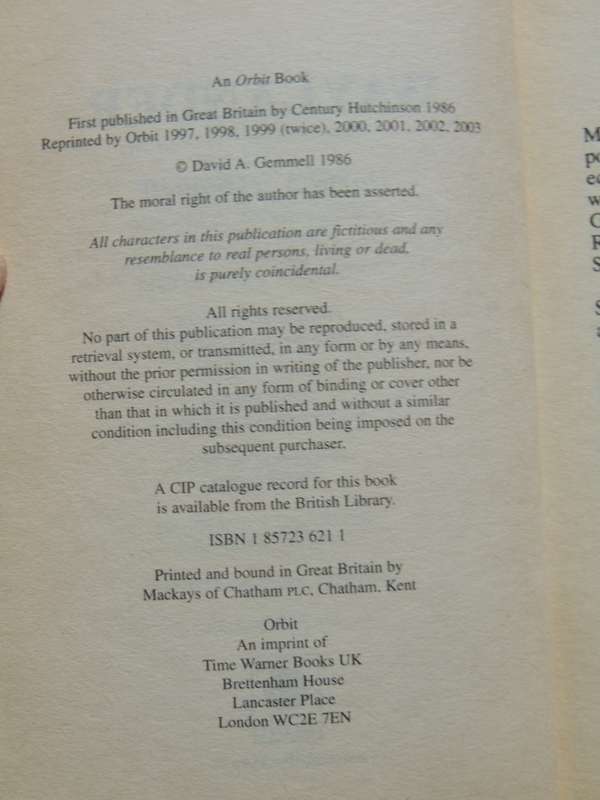 An Orbit Book
First published in Great Britain by Century Hutchinson 1986
Reprinted by Orbit 1997, 1998, 1999 (twice), 2000, 2001, 2002, 2003
© David A. Gemmell 1986
The moral right of the author has been asserted.
All characters in this publication are fictitious and any
resemblance to real persons, living or dead,
is purely coincidental.
All rights reserved.
No part of this publication may be reproduced, stored in a
retrieval system, or transmitted, in any form or by any means,
without the prior permission in writing of the publisher, nor be
otherwise circulated in any form of binding or cover other
than that in which it is published and without a similar
condition including this condition being imposed on the
subsequent purchaser.
A CIP catalogue record for this book
is available from the British Library.
ISBN 1 85723 621 1
Printed and bound in Great Britain by
Mackays of Chatham PLC, Chatham, Kent
Orbit
An imprint of
Time Warner Books UK
Brettenham House
Lancaster Place
London WC2E 7EN